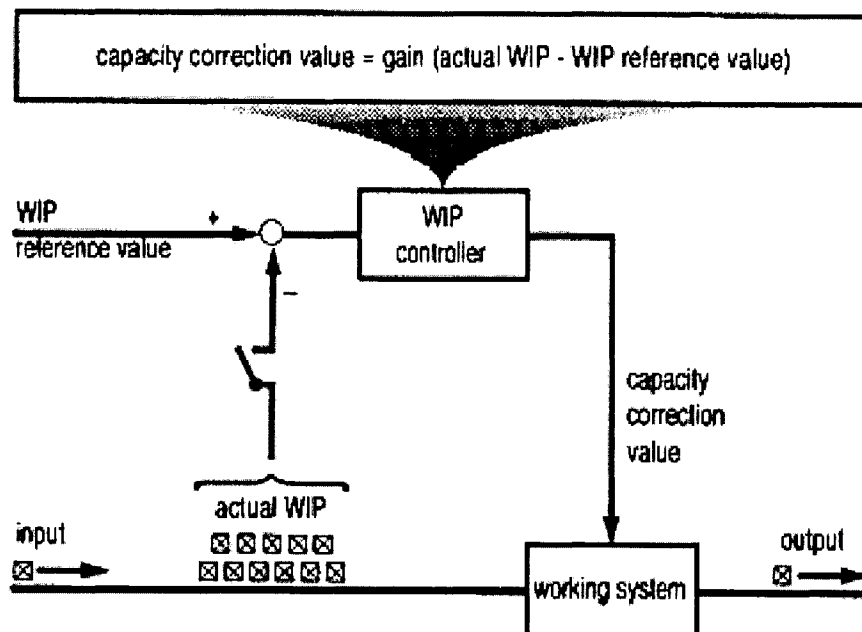 capacity correction value = gain (actual WIP - WIP reference value)
WIP
reference value
+
−
WIP
controller
capacity
correction
value
actual WIP
input
working system
output